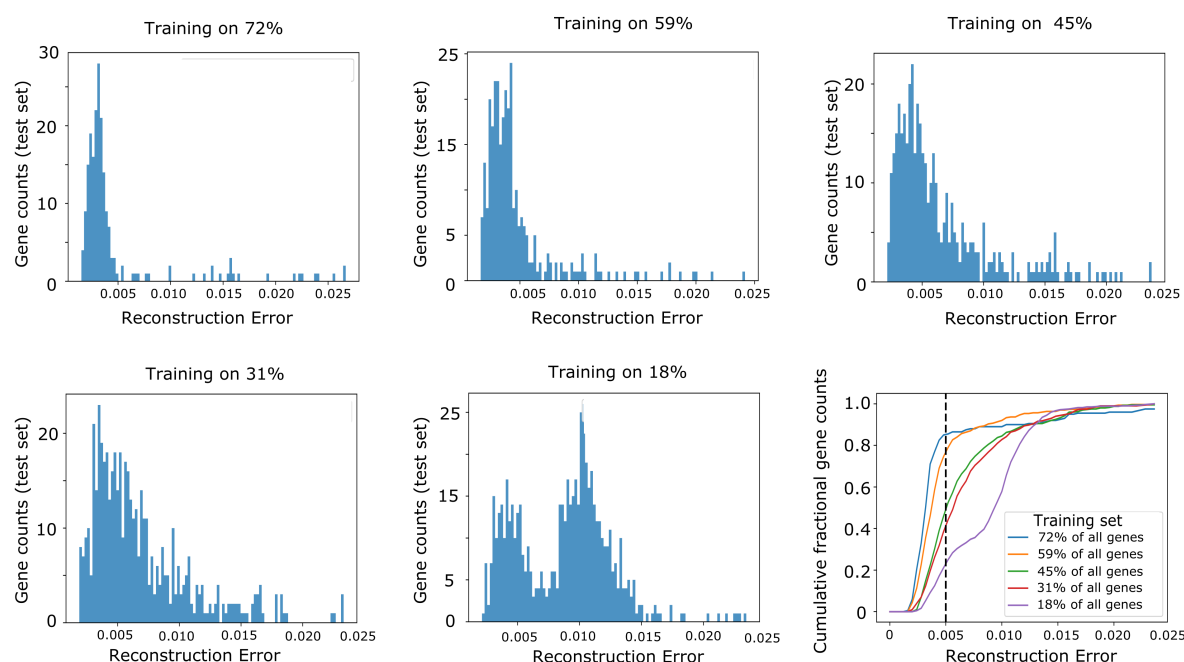 Training on 72%
30
20
10
0
Gene counts (test set)
0.005 0.010 0.015 0.020 0.025
Reconstruction Error
Training on 59%
25
15
5
0
Gene counts (test set)
0.005 0.010 0.015 0.020 0.025
Reconstruction Error
Training on 45%
20
10
0
Gene counts (test set)
0.005 0.010 0.015 0.020 0.025
Reconstruction Error
Training on 31%
20
10
0
Gene counts (test set)
0.005 0.010 0.015 0.020 0.025
Reconstruction Error
Training on 18%
25
15
5
0
Gene counts (test set)
0.005 0.010 0.015 0.020 0.025
Reconstruction Error
1.0
0.8
0.6
0.4
0.2
0
Cumulative fractional gene counts
Training set
72% of all genes
59% of all genes
45% of all genes
31% of all genes
18% of all genes
0 0.005 0.010 0.015 0.020 0.025
Reconstruction Error